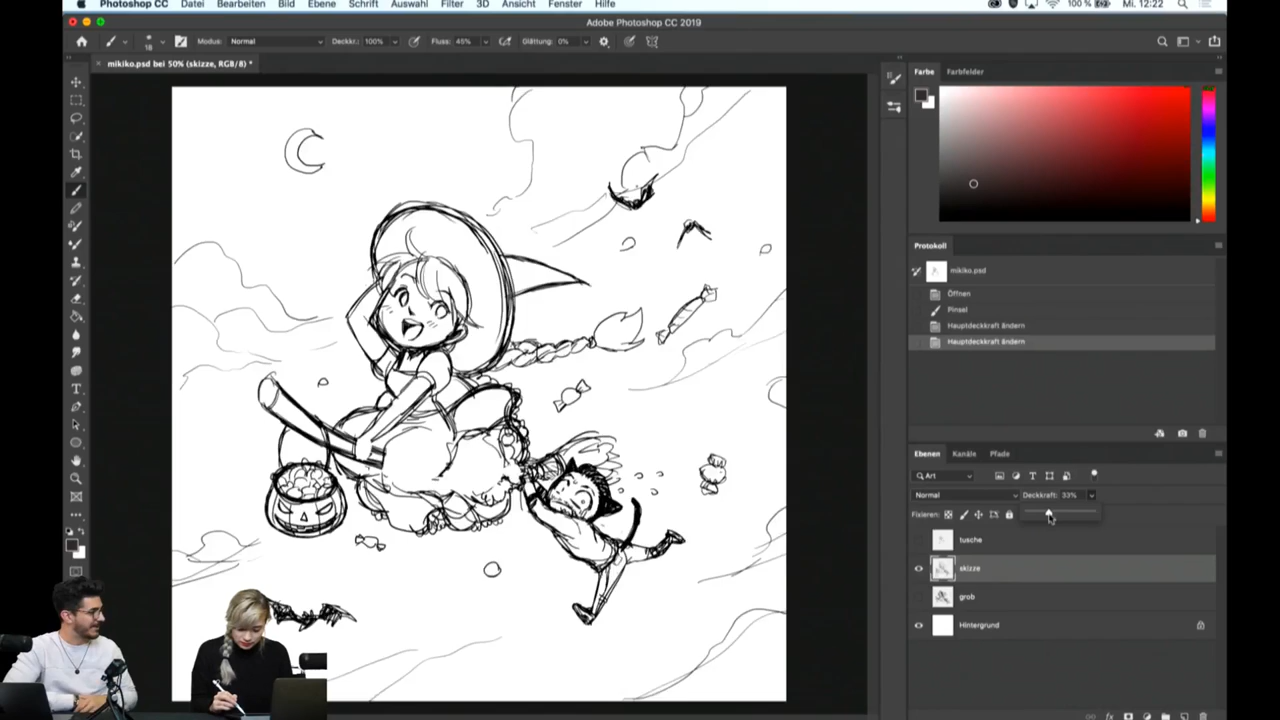 Photoshop CC Datei Bearbeiten Bild Ebene Schrift Auswahl Filter 3D Ansicht Fenster Hilfe 100 % Mi. 12:22
Adobe Photoshop CC 2019
18 Modus: Normal Deckkr.: 100% Fluss: 45% Glättung: 0%
mikiko.psd bei 50% (skizze, RGB/8) *
Farbe Farbfelder
Protokoll
mikiko.psd
Öffnen
Pinsel
Hauptdeckkraft ändern
Hauptdeckkraft ändern
Ebenen Kanäle Pfade
Art
Normal Deckkraft: 33%
Fixieren:
tusche
skizze
grob
Hintergrund